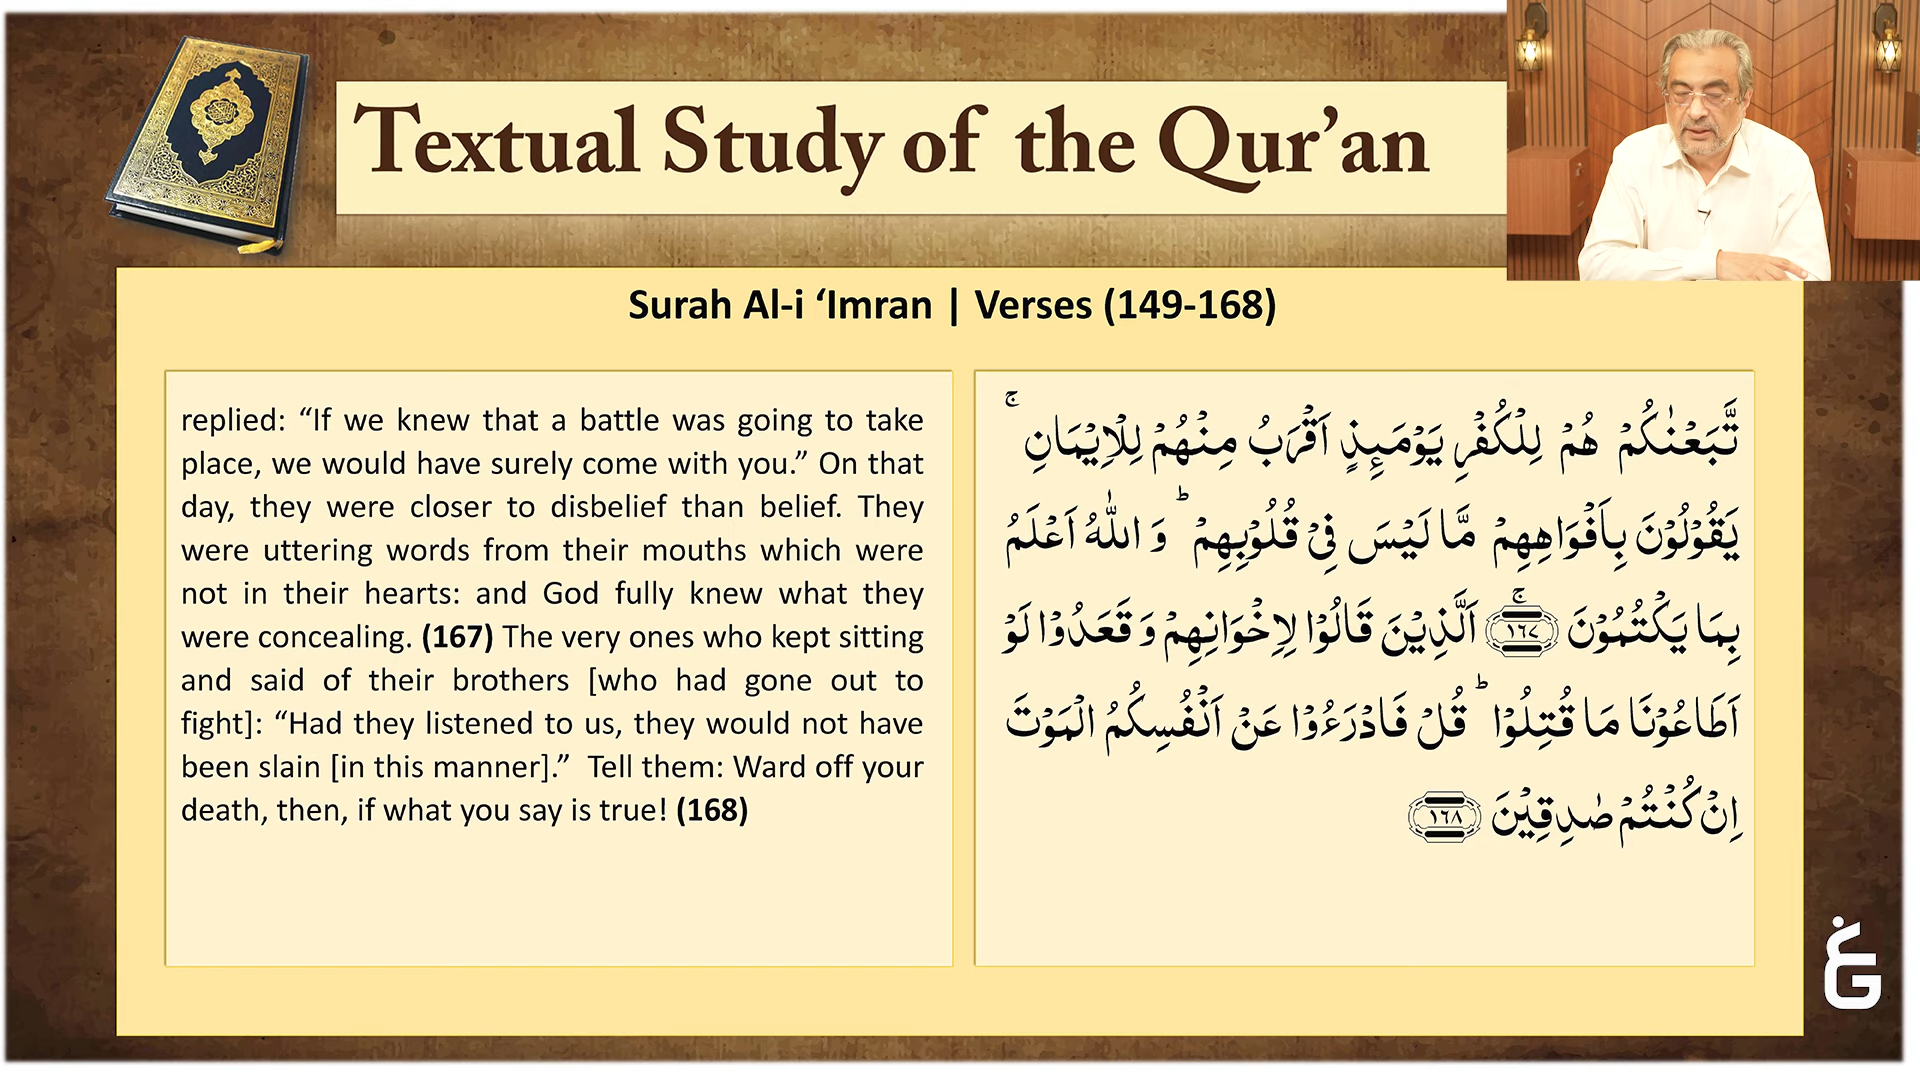 Textual Study of the Qur’an
Surah Al-i ‘Imran | Verses (149-168)
replied: “If we knew that a battle was going to take
place, we would have surely come with you.” On that
day, they were closer to disbelief than belief. They
were uttering words from their mouths which were
not in their hearts: and God fully knew what they
were concealing. (167) The very ones who kept sitting
and said of their brothers [who had gone out to
fight]: “Had they listened to us, they would not have
been slain [in this manner].” Tell them: Ward off your
death, then, if what you say is true! (168)
تَّبَعْنٰكُمْ هُمْ لِلْكُفْرِ يَوْمَئِذٍ اَقْرَبُ مِنْهُمْ لِلْاِيْمَانِ ۚ
يَقُوْلُوْنَ بِاَفْوَاهِهِمْ مَّا لَيْسَ فِيْ قُلُوْبِهِمْ ؕ وَ اللّٰهُ اَعْلَمُ
بِمَا يَكْتُمُوْنَ ۚ ١٦٧ اَلَّذِيْنَ قَالُوْا لِاِخْوَانِهِمْ وَ قَعَدُوْا لَوْ
اَطَاعُوْنَا مَا قُتِلُوْا ؕ قُلْ فَادْرَءُوْا عَنْ اَنْفُسِكُمُ الْمَوْتَ
اِنْ كُنْتُمْ صٰدِقِيْنَ ١٦٨